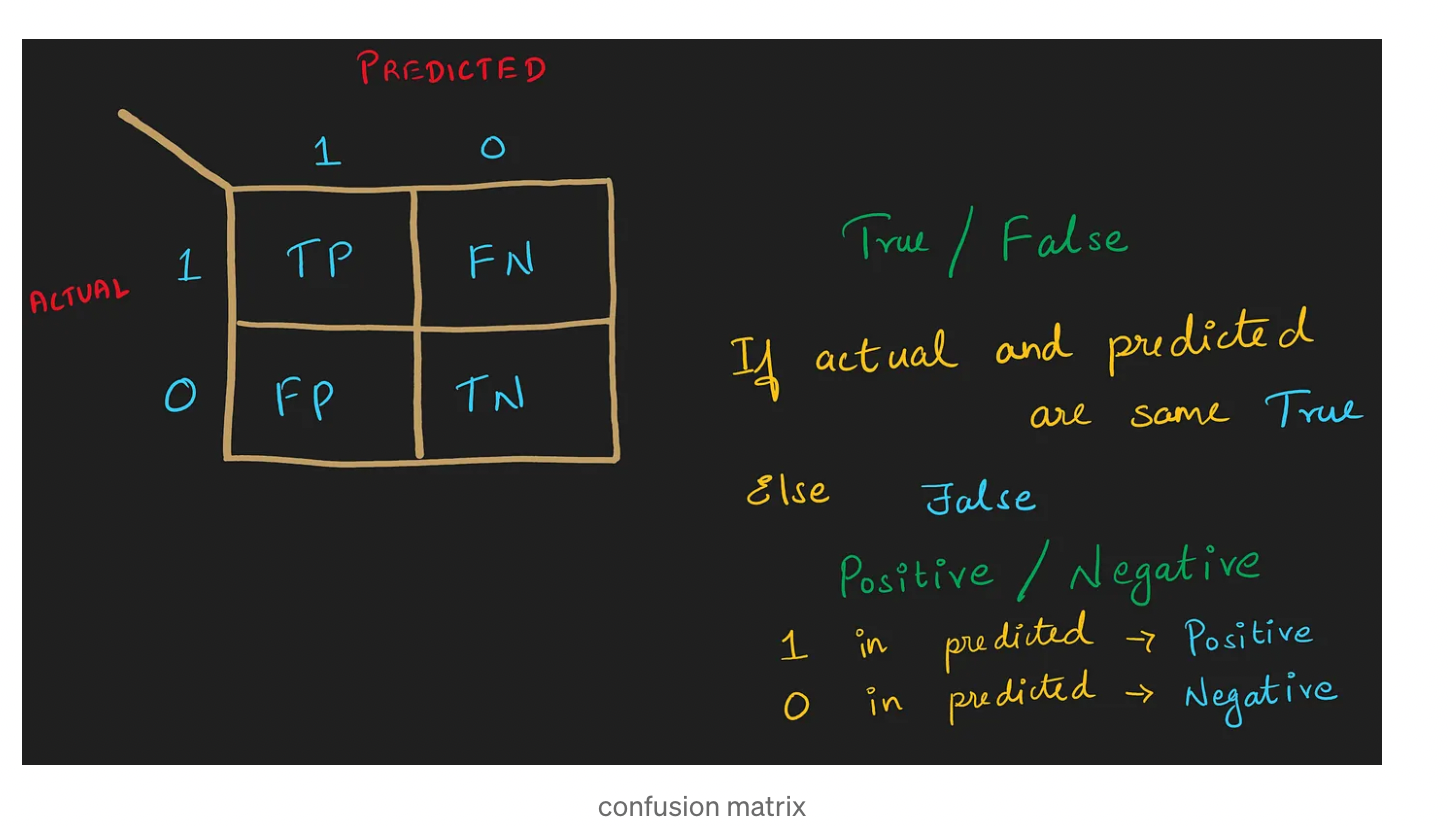 PREDICTED
1 0
1 TP FN
ACTUAL
0 FP TN
True / False
If actual and predicted
are same True
Else False
Positive / Negative
1 in predicted → Positive
0 in predicted → Negative
confusion matrix